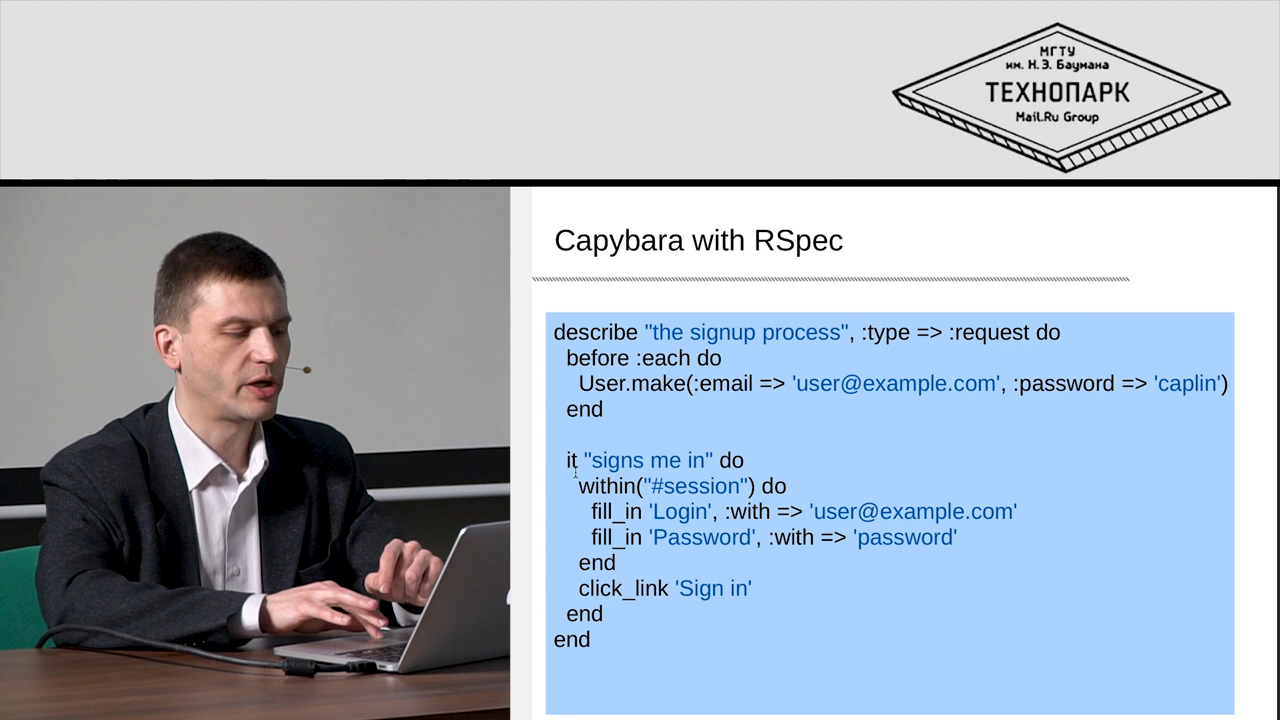 МГТУ
им. Н.Э. Баумана
ТЕХНОПАРК
Mail.Ru Group
Capybara with RSpec
describe "the signup process", :type => :request do
before :each do
User.make(:email => 'user@example.com', :password => 'caplin')
end
it "signs me in" do
within("#session") do
fill_in 'Login', :with => 'user@example.com'
fill_in 'Password', :with => 'password'
end
click_link 'Sign in'
end
end